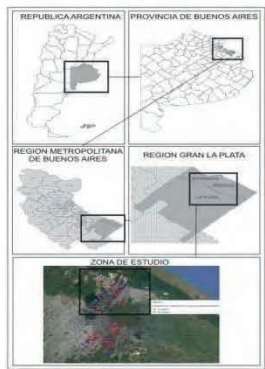 REPUBLICA ARGENTINA
PROVINCIA DE BUENOS AIRES
REGION METROPOLITANA
DE BUENOS AIRES
REGION GRAN LA PLATA
ZONA DE ESTUDIO